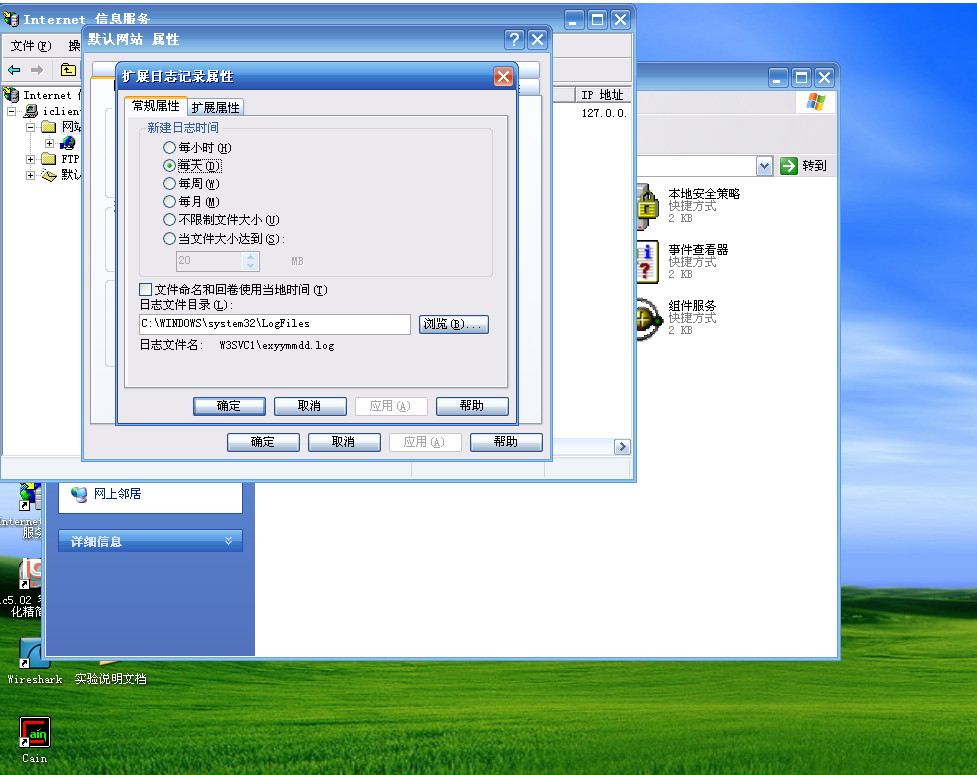 Internet 信息服务
文件(F) 操
默认网站 属性
扩展日志记录属性
常规属性 扩展属性
新建日志时间
每小时(H)
每天(D)
每周(W)
每月(M)
不限制文件大小(U)
当文件大小达到(S):
20 MB
文件命名和回卷使用当地时间(T)
日志文件目录(L):
C:\WINDOWS\system32\LogFiles
浏览(B)...
日志文件名: W3SVC1\exyymmdd.log
确定 取消 应用(A) 帮助
确定 取消 应用(A) 帮助
Internet
iclien
网站
FTP
默认
IP 地址
127.0.0.
转到
本地安全策略
快捷方式
2 KB
事件查看器
快捷方式
2 KB
组件服务
快捷方式
2 KB
网上邻居
详细信息
Internet
服务
c5.02
化精简
Wireshark
实验说明文档
Cain